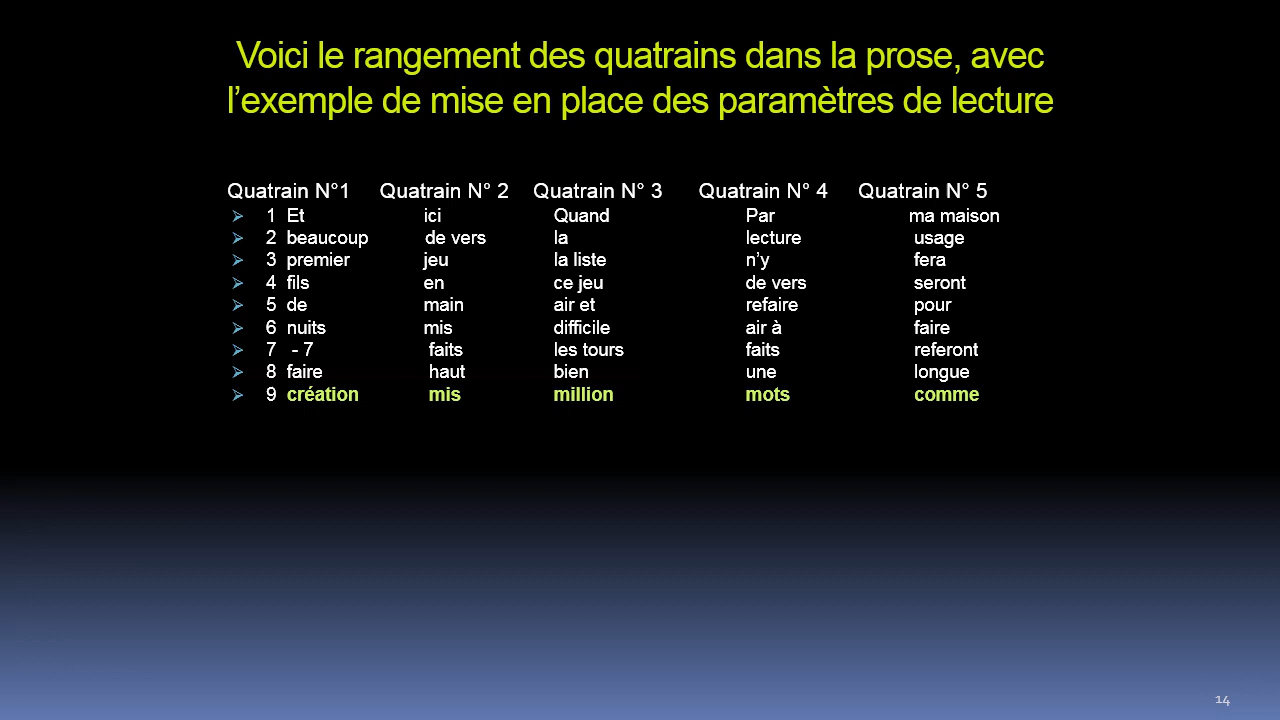 Voici le rangement des quatrains dans la prose, avec
l’exemple de mise en place des paramètres de lecture
Quatrain N°1 Quatrain N° 2 Quatrain N° 3 Quatrain N° 4 Quatrain N° 5
1 Et ici Quand Par ma maison
2 beaucoup de vers la lecture usage
3 premier jeu la liste n’y fera
4 fils en ce jeu de vers seront
5 de main air et refaire pour
6 nuits mis difficile air à faire
7 - 7 faits les tours faits referont
8 faire haut bien une longue
9 création mis million mots comme
14